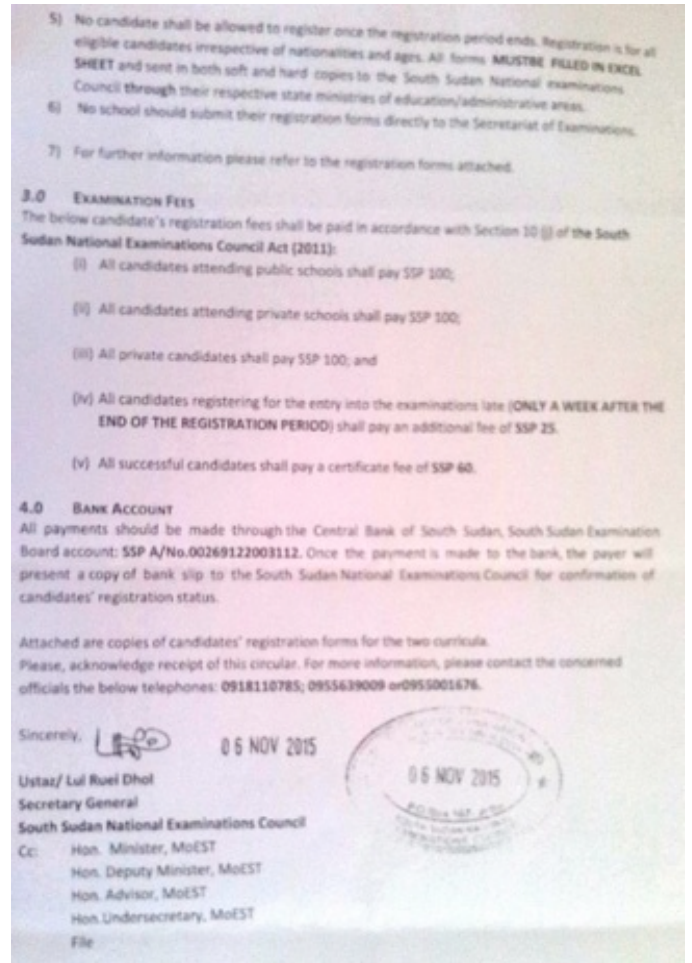 5) No candidate shall be allowed to register once the registration period ends. Registration is for all
eligible candidates irrespective of nationalities and ages. All forms MUSTBE FILLED IN EXCEL
SHEET and sent in both soft and hard copies to the South Sudan National examinations
Council through their respective state ministries of education/administrative areas.
6) No school should submit their registration forms directly to the Secretariat of Examinations.
7) For further information please refer to the registration forms attached.
3.0 EXAMINATION FEES
The below candidate's registration fees shall be paid in accordance with Section 10 (j) of the South
Sudan National Examinations Council Act (2011):
(i) All candidates attending public schools shall pay SSP 100;
(ii) All candidates attending private schools shall pay SSP 100;
(iii) All private candidates shall pay SSP 100; and
(iv) All candidates registering for the entry into the examinations late (ONLY A WEEK AFTER THE
END OF THE REGISTRATION PERIOD) shall pay an additional fee of SSP 25.
(v) All successful candidates shall pay a certificate fee of SSP 60.
4.0 BANK ACCOUNT
All payments should be made through the Central Bank of South Sudan, South Sudan Examination
Board account: SSP A/No.00269122003112. Once the payment is made to the bank, the payer will
present a copy of bank slip to the South Sudan National Examinations Council for confirmation of
candidates' registration status.
Attached are copies of candidates' registration forms for the two curricula.
Please, acknowledge receipt of this circular. For more information, please contact the concerned
officials the below telephones: 0918110785; 0955639009 or0955001676.
Sincerely,
06 NOV 2015
06 NOV 2015
Ustaz/ Lul Ruei Dhol
Secretary General
South Sudan National Examinations Council
Cc: Hon. Minister, MoEST
Hon. Deputy Minister, MoEST
Hon. Advisor, MoEST
Hon.Undersecretary, MoEST
File